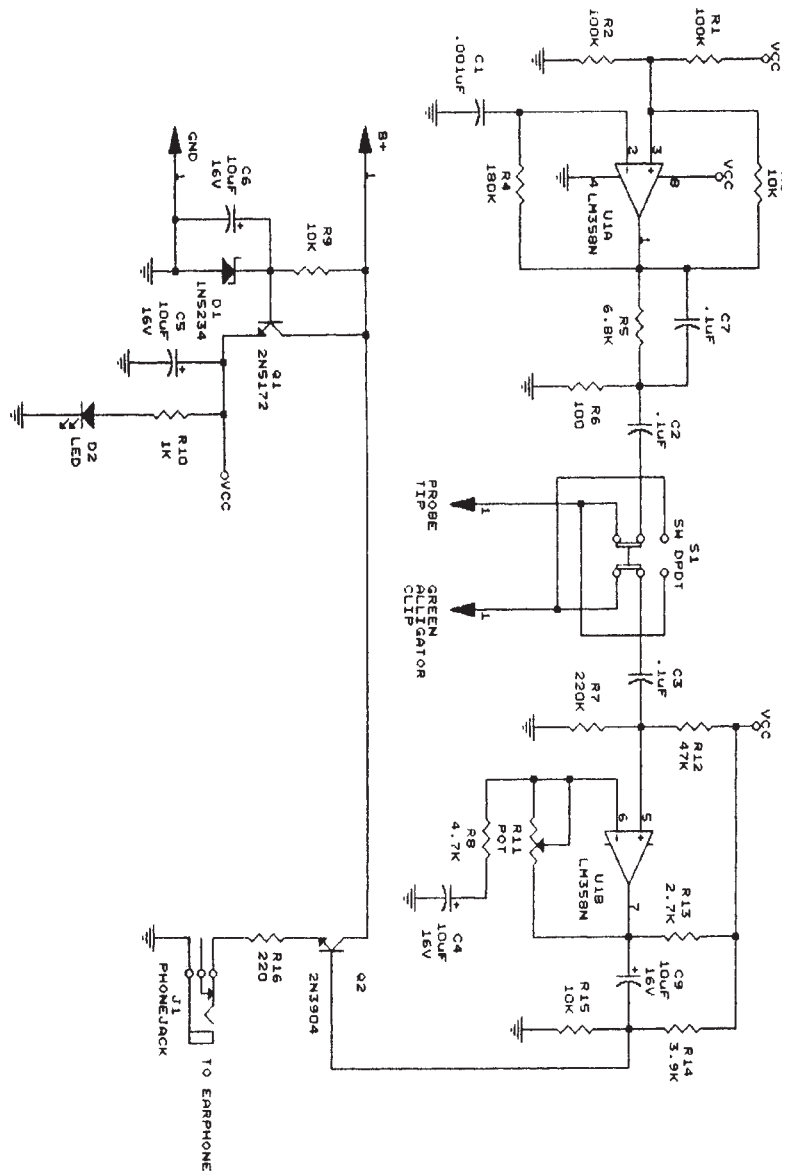 VCC
R1
100K
R2
100K
C1
.001uF
3
2
8
4
1
VCC
10K
R4
180K
U1A
LM358N
C7
.1uF
R5
6.8K
R6
100
C2
.1uF
S1
SW DPDT
1
PROBE
TIP
1
GREEN
ALLIGATOR
CLIP
C3
.1uF
R7
220K
VCC
R12
47K
5
6
7
U1B
LM358N
R11
POT
R8
4.7K
C4
10uF
16V
R13
2.7K
C9
10uF
16V
R15
10K
R14
3.9K
B+
1
GND
1
C6
10uF
16V
R9
10K
D1
1N5234
C5
10uF
16V
Q1
2N5172
R10
1K
D2
LED
VCC
Q2
2N3904
R16
220
J1
PHONEJACK
TO EARPHONE